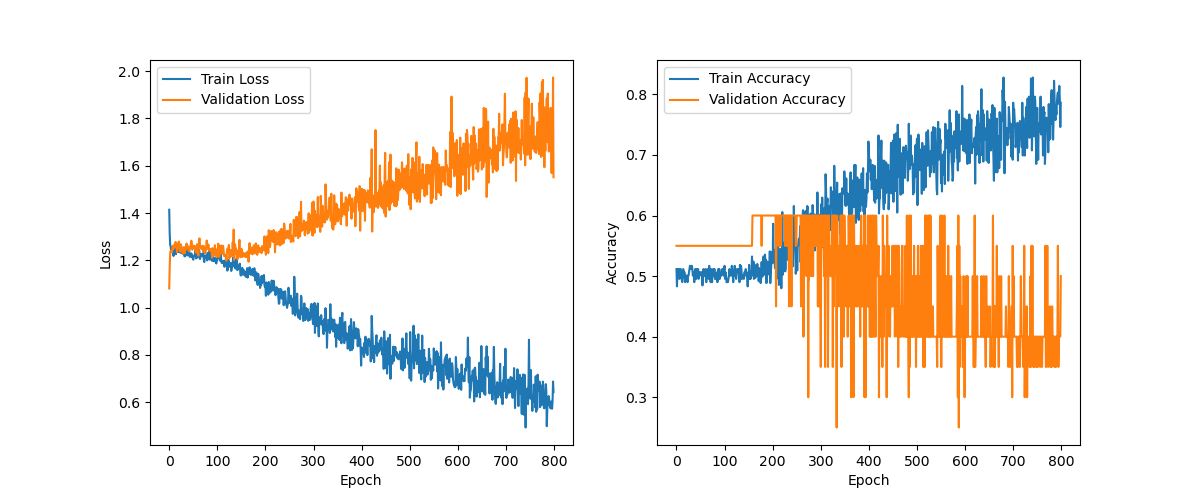 Train Loss
Validation Loss
2.0
1.8
1.6
1.4
1.2
1.0
0.8
0.6
Loss
0 100 200 300 400 500 600 700 800
Epoch
Train Accuracy
Validation Accuracy
0.8
0.7
0.6
0.5
0.4
0.3
Accuracy
0 100 200 300 400 500 600 700 800
Epoch